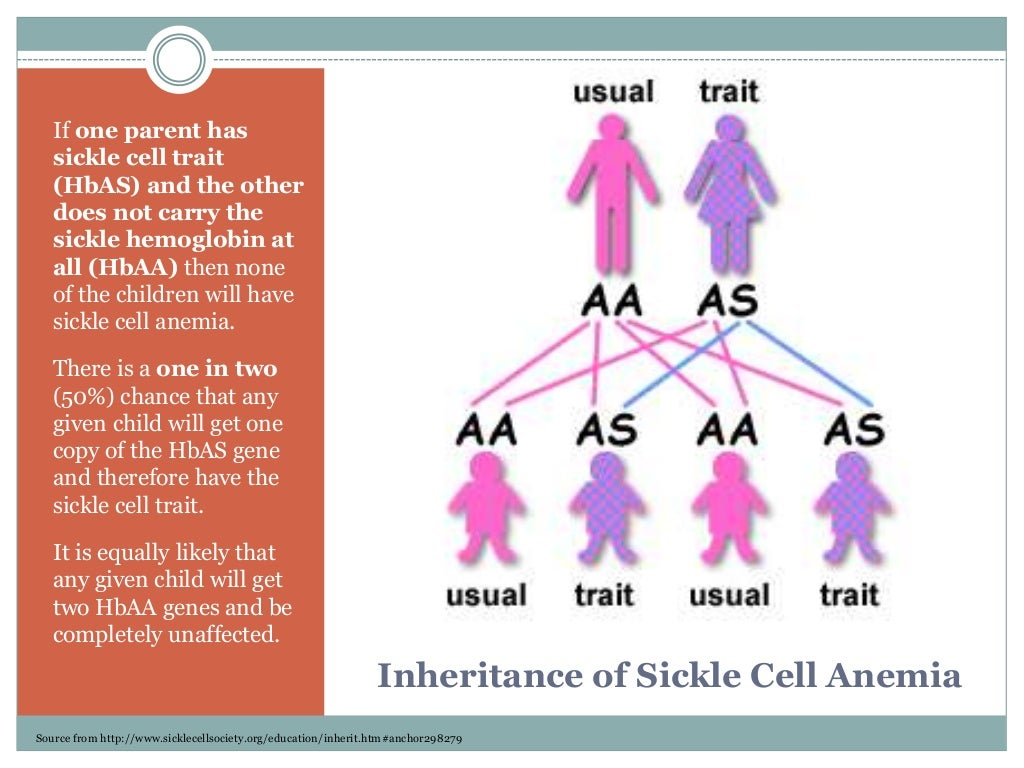 If one parent has
sickle cell trait
(HbAS) and the other
does not carry the
sickle hemoglobin at
all (HbAA) then none
of the children will have
sickle cell anemia.
There is a one in two
(50%) chance that any
given child will get one
copy of the HbAS gene
and therefore have the
sickle cell trait.
It is equally likely that
any given child will get
two HbAA genes and be
completely unaffected.
usual trait
AA AS
AA AS AA AS
usual trait usual trait
Inheritance of Sickle Cell Anemia
Source from http://www.sicklecellsociety.org/education/inherit.htm#anchor298279